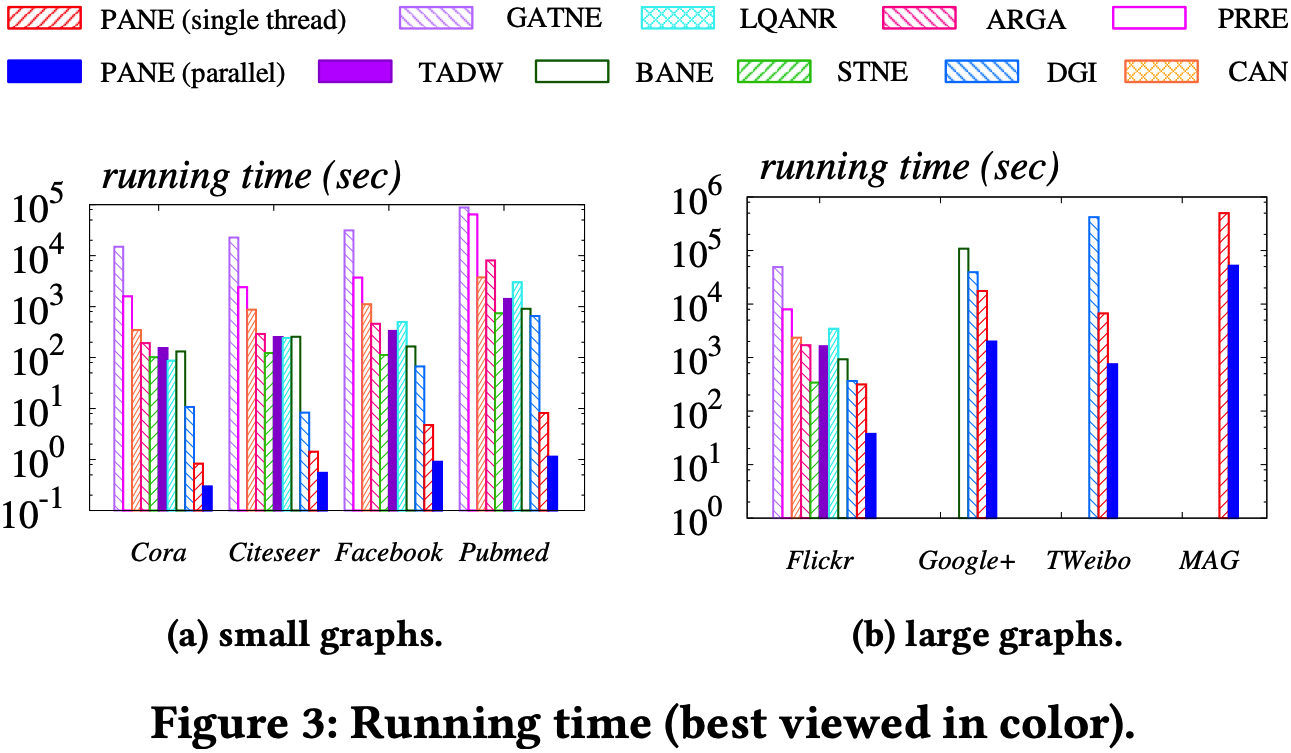 PANE (single thread) GATNE LQANR ARGA PRRE
PANE (parallel) TADW BANE STNE DGI CAN
running time (sec)
10^5
10^4
10^3
10^2
10^1
10^0
10^-1
Cora Citeseer Facebook Pubmed
(a) small graphs.
running time (sec)
10^6
10^5
10^4
10^3
10^2
10^1
10^0
Flickr Google+ TWeibo MAG
(b) large graphs.
Figure 3: Running time (best viewed in color).